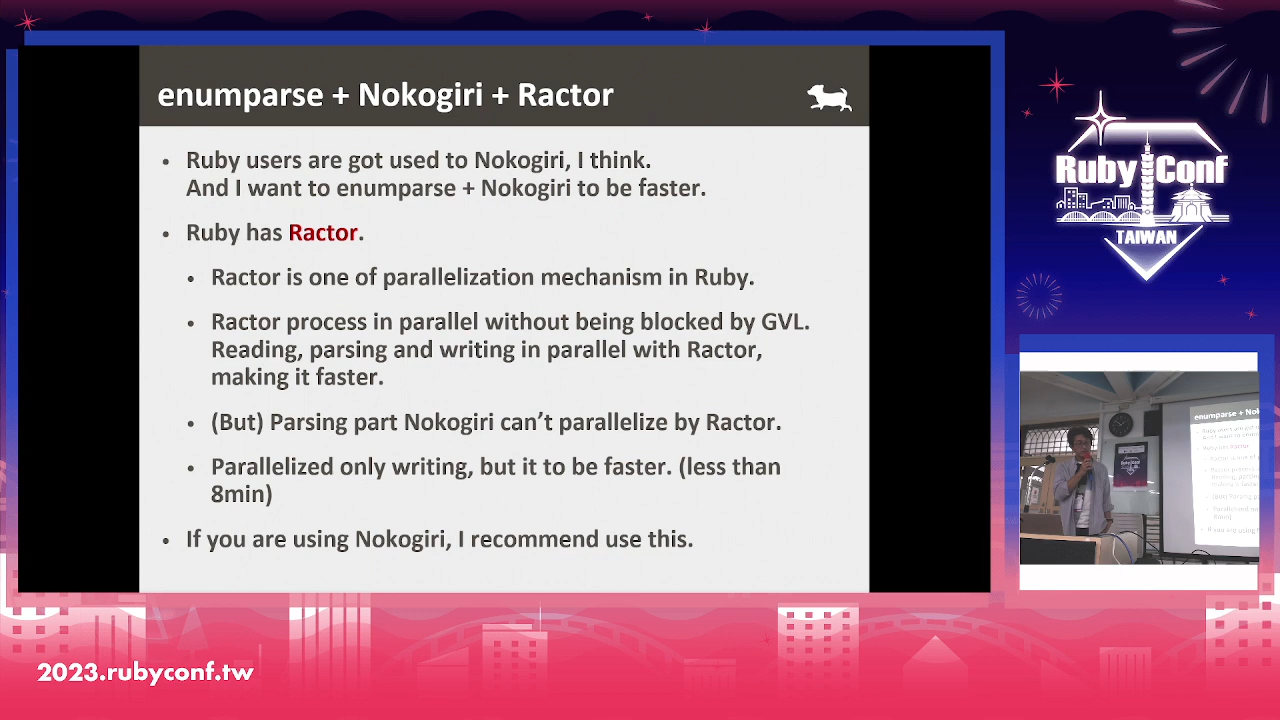 enumparse + Nokogiri + Ractor
• Ruby users are got used to Nokogiri, I think.
And I want to enumparse + Nokogiri to be faster.
• Ruby has Ractor.
• Ractor is one of parallelization mechanism in Ruby.
• Ractor process in parallel without being blocked by GVL.
Reading, parsing and writing in parallel with Ractor,
making it faster.
• (But) Parsing part Nokogiri can’t parallelize by Ractor.
• Parallelized only writing, but it to be faster. (less than
8min)
• If you are using Nokogiri, I recommend use this.
RubyConf
TAIWAN
enumparse + Nok
2023.rubyconf.tw